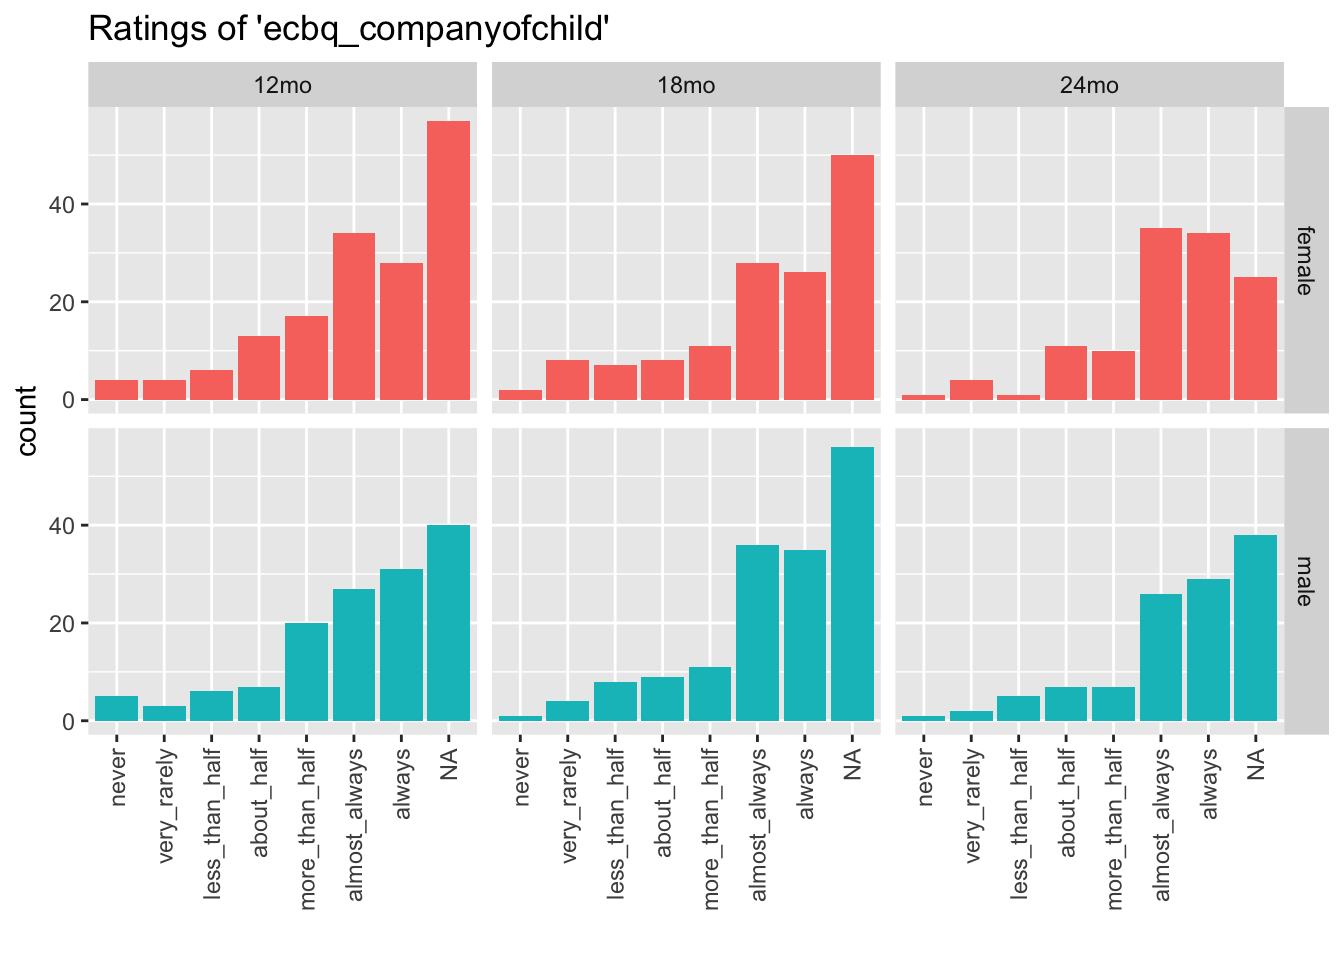 Ratings of 'ecbq_companyofchild'
12mo
18mo
24mo
count
40
20
0
female
40
20
0
male
never
very_rarely
less_than_half
about_half
more_than_half
almost_always
always
NA
never
very_rarely
less_than_half
about_half
more_than_half
almost_always
always
NA
never
very_rarely
less_than_half
about_half
more_than_half
almost_always
always
NA